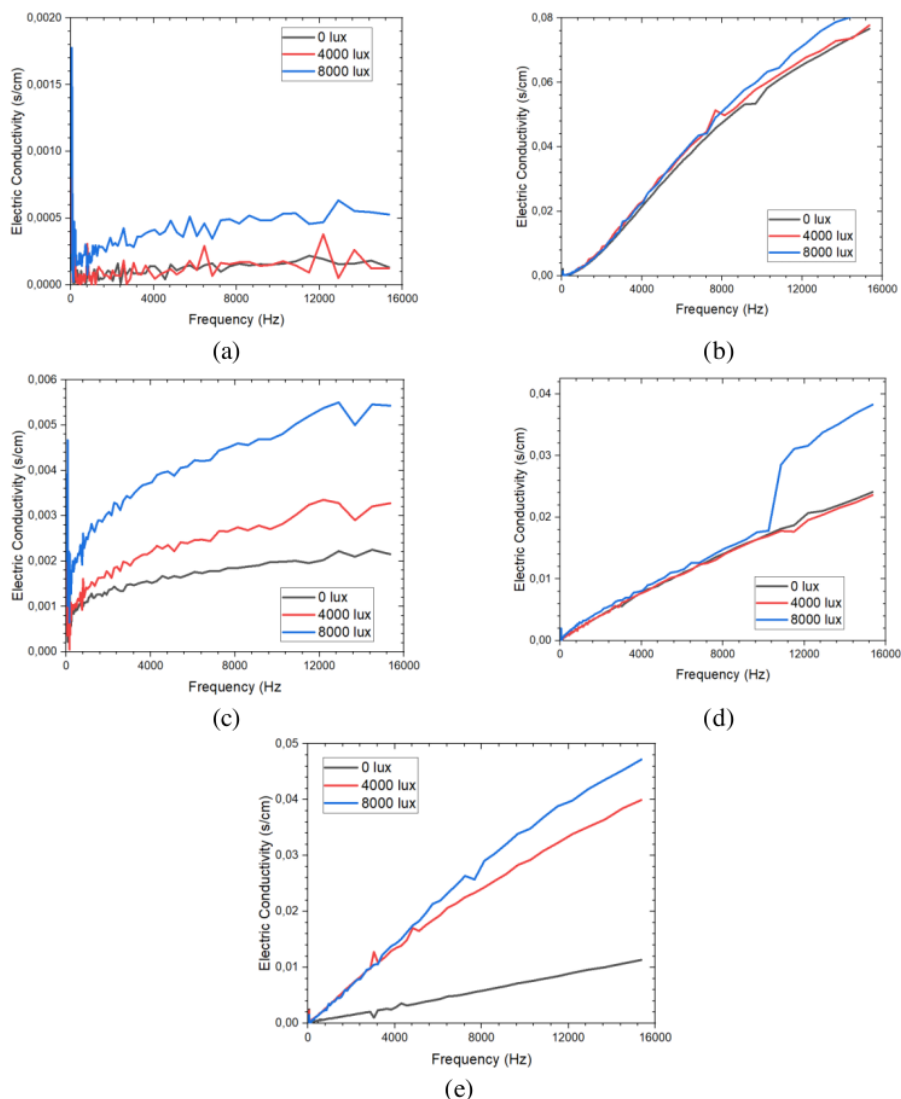 0,0020
0,0015
0,0010
0,0005
0,0000
Electric Conductivity (s/cm)
0 lux
4000 lux
8000 lux
0 4000 8000 12000 16000
Frequency (Hz)
(a)
0,08
0,06
0,04
0,02
0,00
Electric Conductivity (s/cm)
0 lux
4000 lux
8000 lux
0 4000 8000 12000 16000
Frequency (Hz)
(b)
0,006
0,005
0,004
0,003
0,002
0,001
0,000
Electric Conductivity (s/cm)
0 lux
4000 lux
8000 lux
0 4000 8000 12000 16000
Frequency (Hz
(c)
0,04
0,03
0,02
0,01
0,00
Electric Conductivity (s/cm)
0 lux
4000 lux
8000 lux
0 4000 8000 12000 16000
Frequency (Hz)
(d)
0,05
0,04
0,03
0,02
0,01
0,00
Electric Conductivity (s/cm)
0 lux
4000 lux
8000 lux
0 4000 8000 12000 16000
Frequency (Hz)
(e)